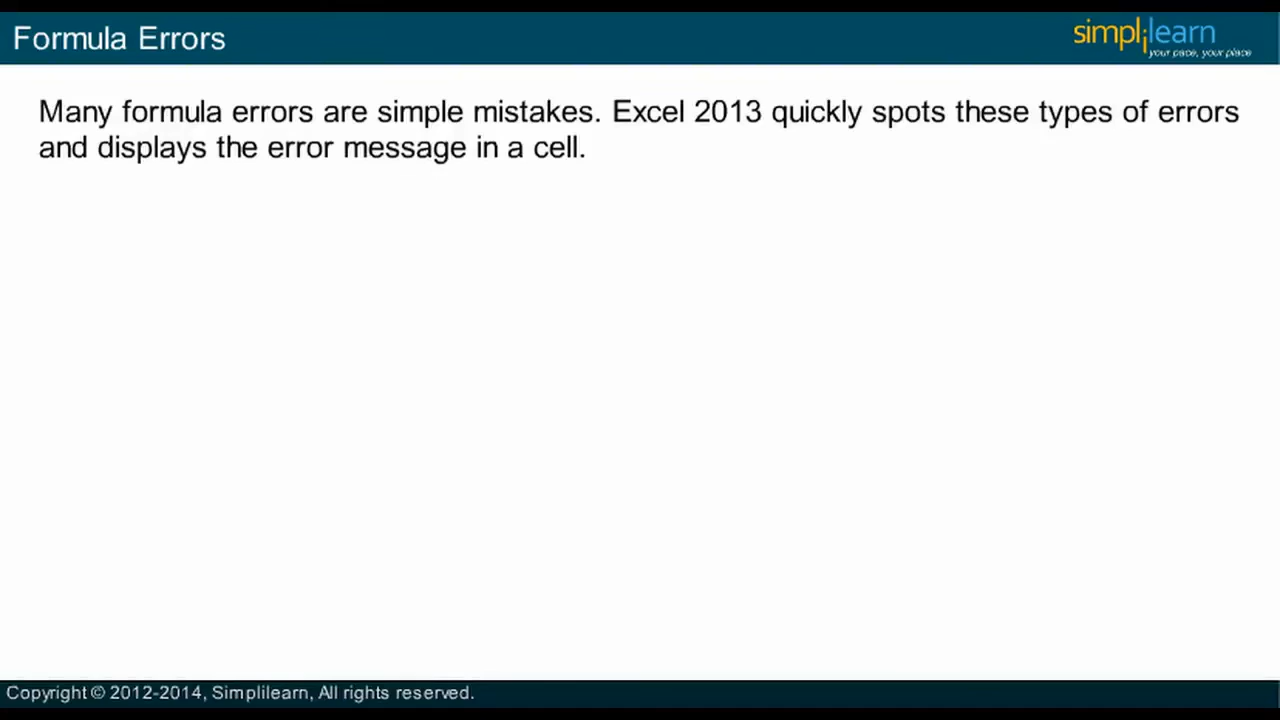 Formula Errors
simplilearn
your pace, your place
Many formula errors are simple mistakes. Excel 2013 quickly spots these types of errors
and displays the error message in a cell.
Copyright © 2012-2014, Simplilearn, All rights reserved.